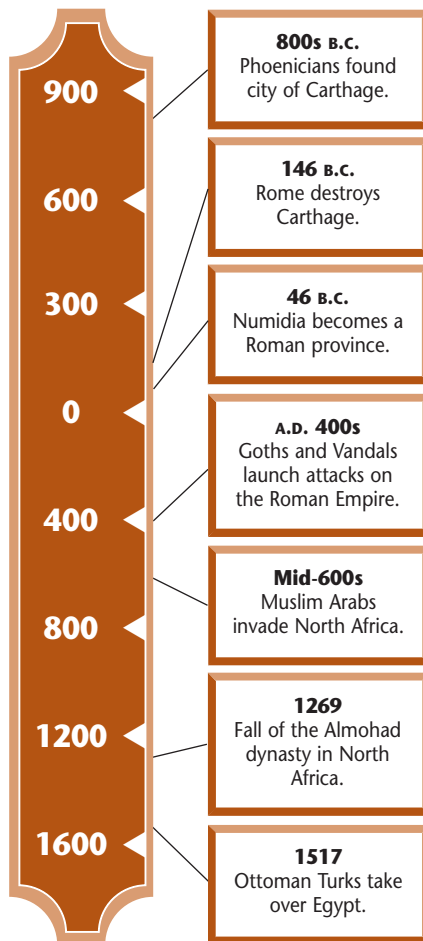 900
600
300
0
400
800
1200
1600
800s B.C.
Phoenicians found
city of Carthage.
146 B.C.
Rome destroys
Carthage.
46 B.C.
Numidia becomes a
Roman province.
A.D. 400s
Goths and Vandals
launch attacks on
the Roman Empire.
Mid-600s
Muslim Arabs
invade North Africa.
1269
Fall of the Almohad
dynasty in North
Africa.
1517
Ottoman Turks take
over Egypt.